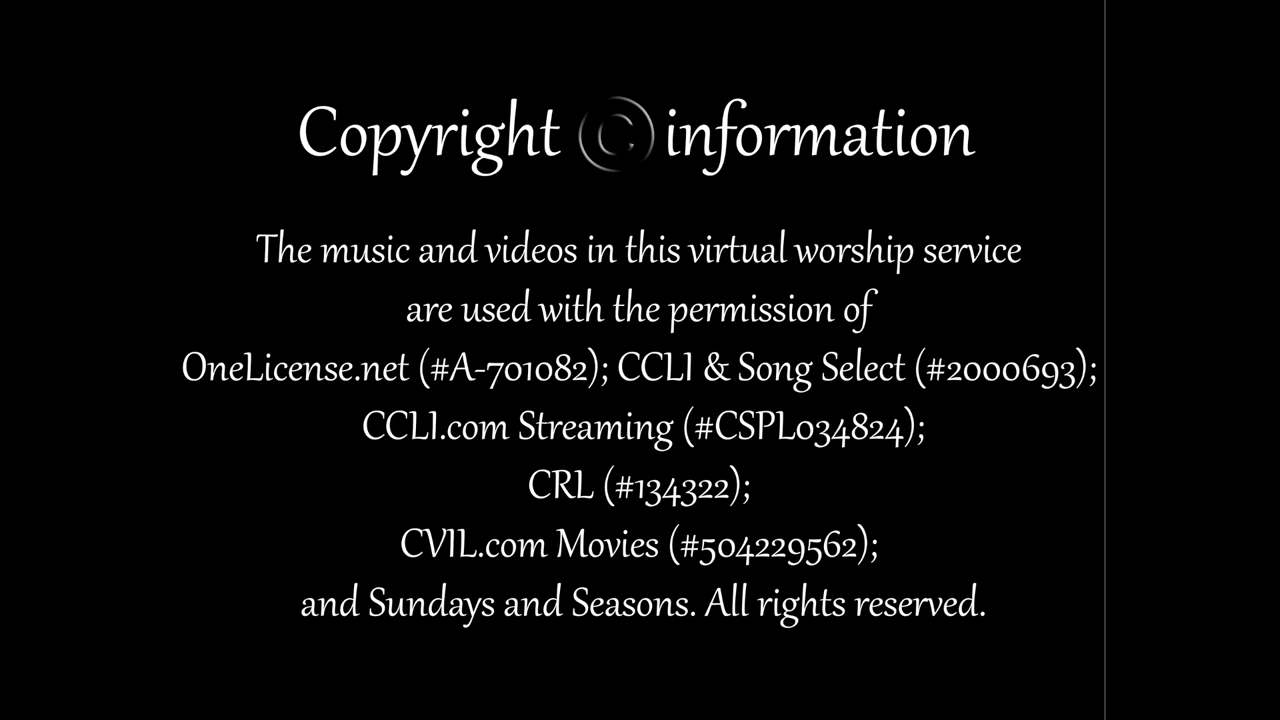 Copyright © information
The music and videos in this virtual worship service
are used with the permission of
OneLicense.net (#A-701082); CCLI & Song Select (#2000693);
CCLI.com Streaming (#CSPL034824);
CRL (#134322);
CVIL.com Movies (#504229562);
and Sundays and Seasons. All rights reserved.